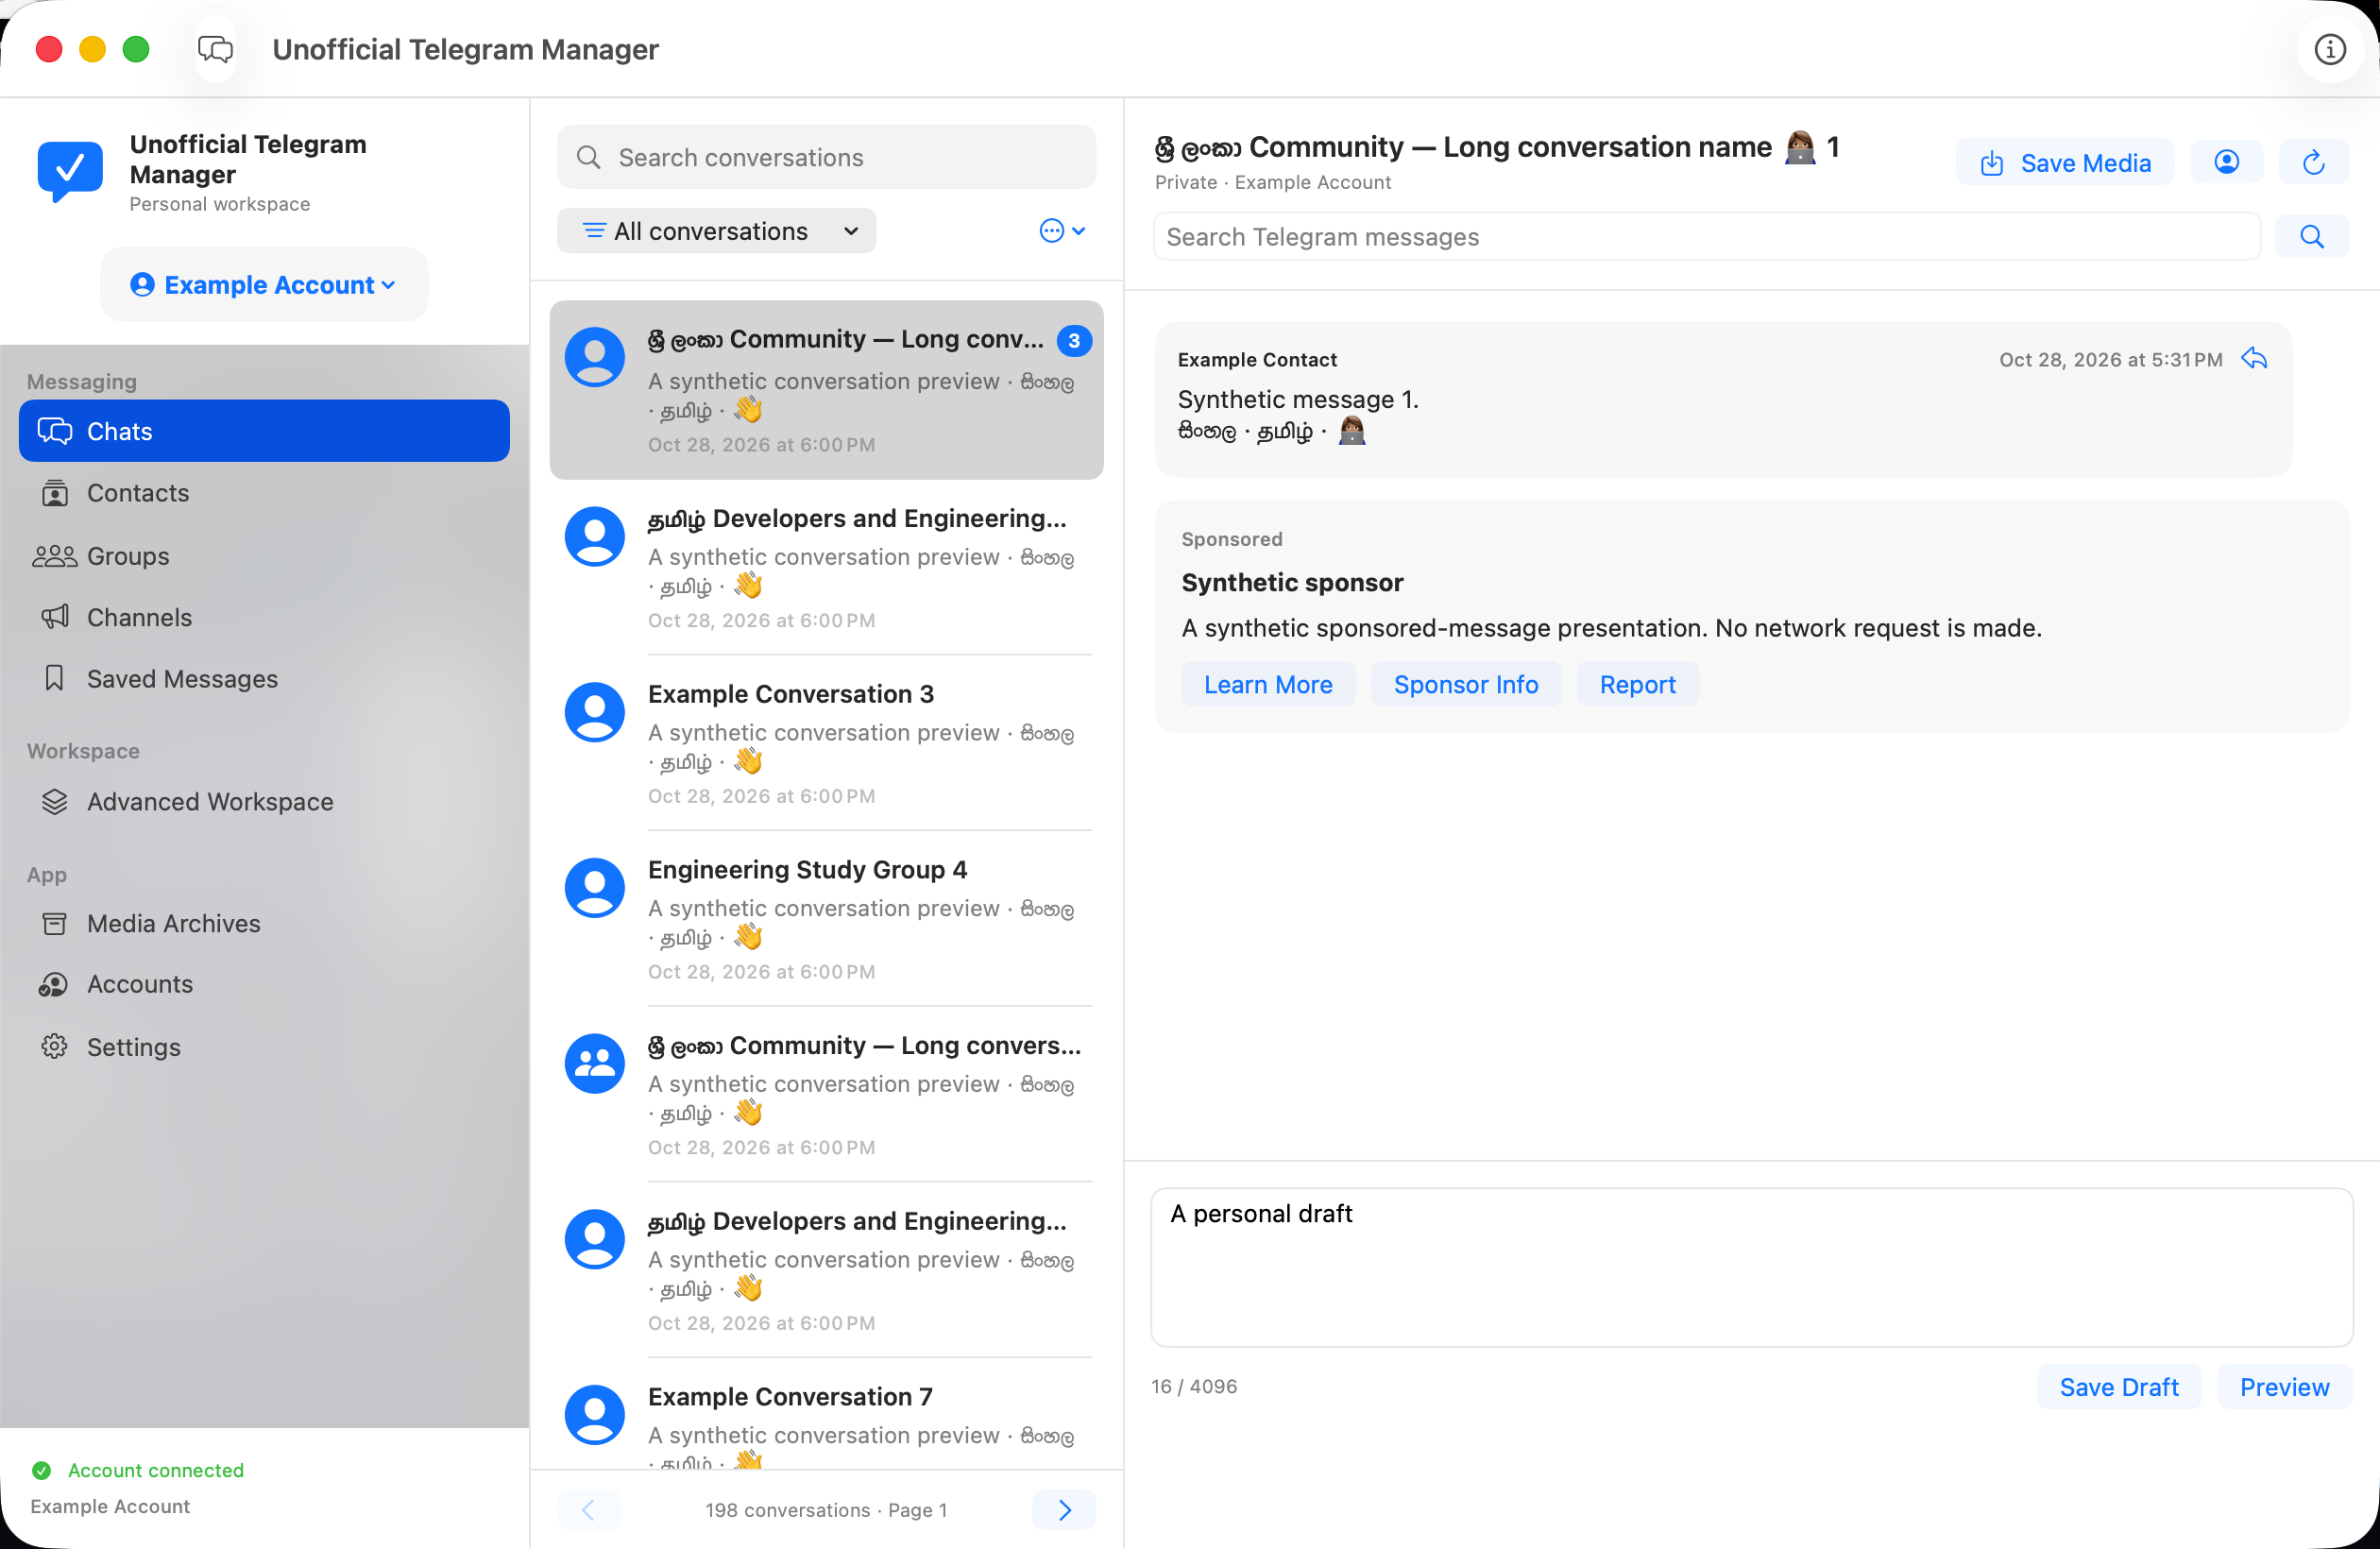 Unofficial Telegram Manager
Unofficial Telegram
Manager
Personal workspace
Example Account
Messaging
Chats
Contacts
Groups
Channels
Saved Messages
Workspace
Advanced Workspace
App
Media Archives
Accounts
Settings
Account connected
Example Account
Search conversations
All conversations
ශ්‍රී ලංකා Community — Long conv... 3
A synthetic conversation preview · සිංහල
· தமிழ் · 👋
Oct 28, 2026 at 6:00 PM
தமிழ் Developers and Engineering...
A synthetic conversation preview · සිංහල
· தமிழ் · 👋
Oct 28, 2026 at 6:00 PM
Example Conversation 3
A synthetic conversation preview · සිංහල
· தமிழ் · 👋
Oct 28, 2026 at 6:00 PM
Engineering Study Group 4
A synthetic conversation preview · සිංහල
· தமிழ் · 👋
Oct 28, 2026 at 6:00 PM
ශ්‍රී ලංකා Community — Long convers...
A synthetic conversation preview · සිංහල
· தமிழ் · 👋
Oct 28, 2026 at 6:00 PM
தமிழ் Developers and Engineering...
A synthetic conversation preview · සිංහල
· தமிழ் · 👋
Oct 28, 2026 at 6:00 PM
Example Conversation 7
A synthetic conversation preview · සිංහල
· தமிழ் · 👋
198 conversations · Page 1
ශ්‍රී ලංකා Community — Long conversation name 👩🏽‍💻 1
Private · Example Account
Save Media
Search Telegram messages
Example Contact
Oct 28, 2026 at 5:31 PM
Synthetic message 1.
සිංහල · தமிழ் · 👩🏽‍💻
Sponsored
Synthetic sponsor
A synthetic sponsored-message presentation. No network request is made.
Learn More
Sponsor Info
Report
A personal draft
16 / 4096
Save Draft
Preview